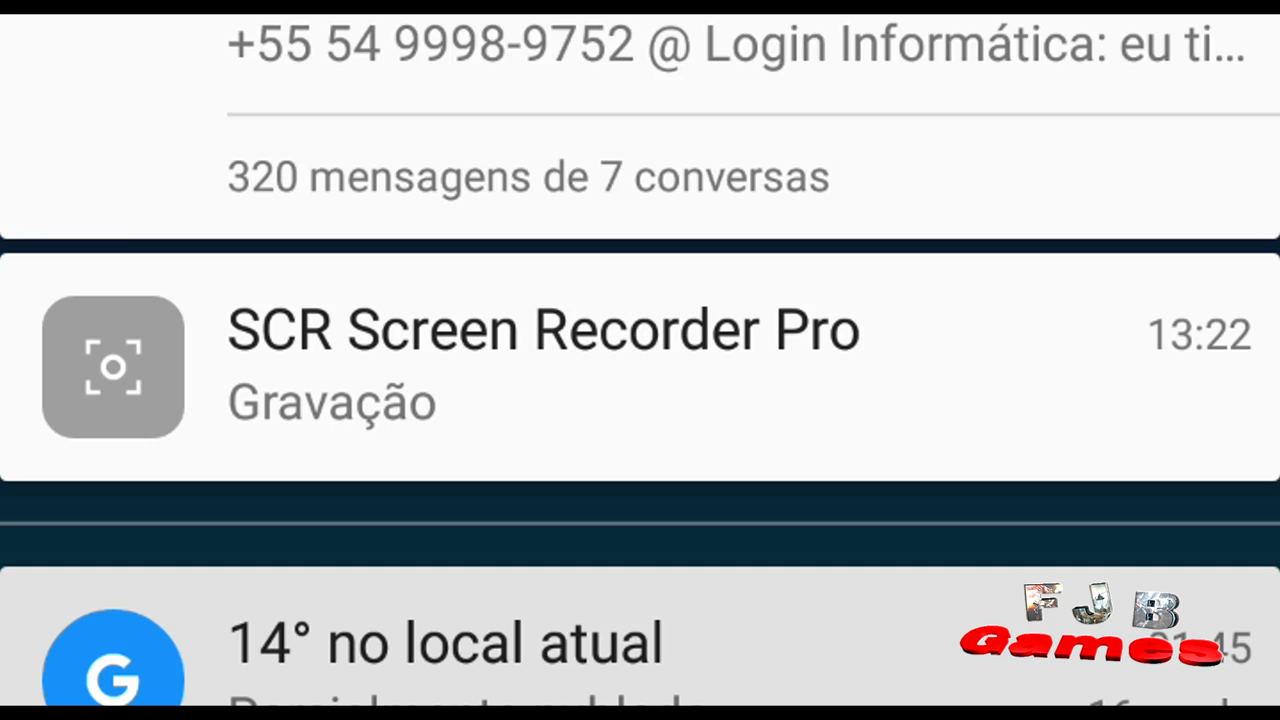 +55 54 9998-9752 @ Login Informática: eu ti...
320 mensagens de 7 conversas
SCR Screen Recorder Pro 13:22
Gravação
14° no local atual
FJB
Games
G